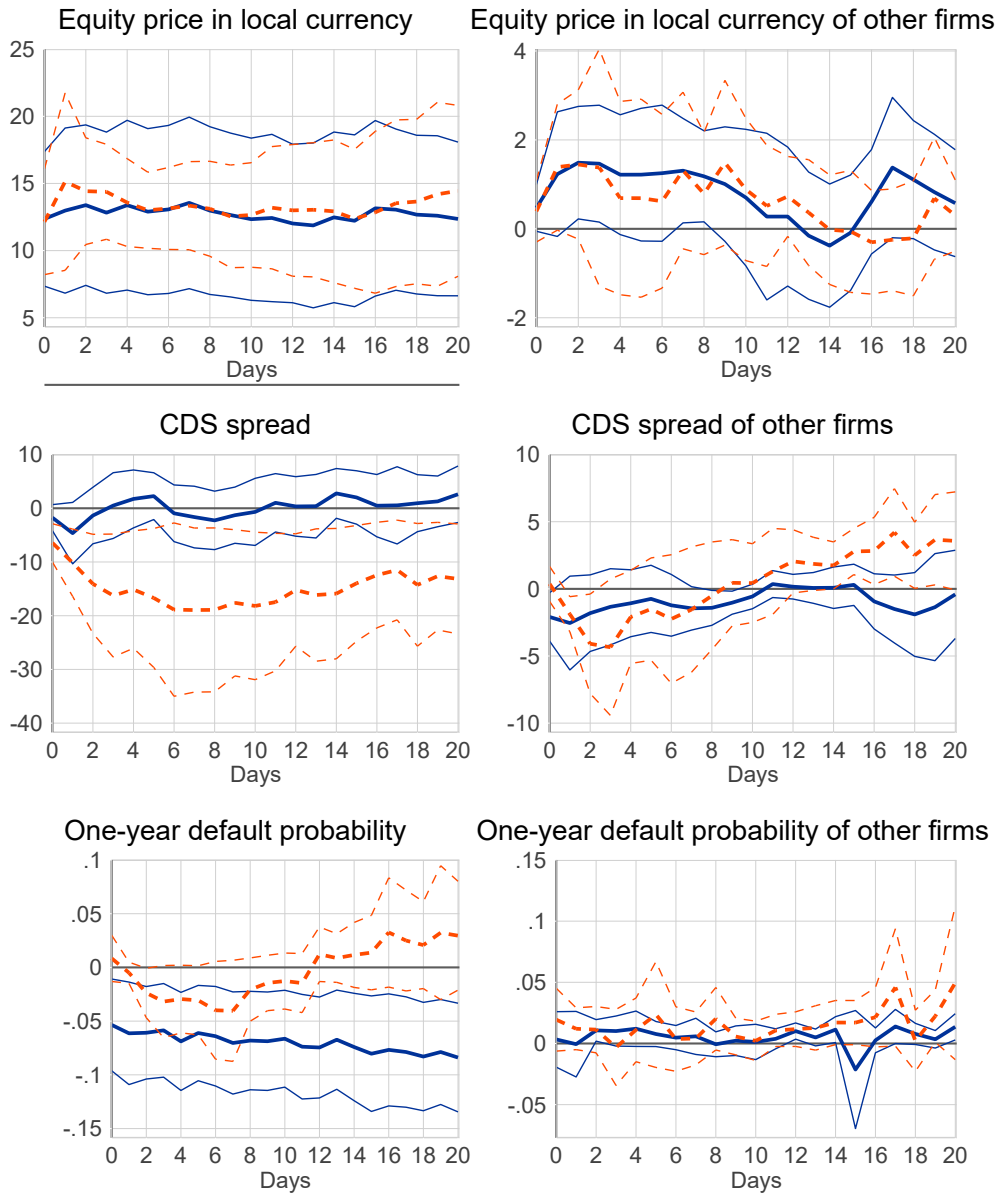 Equity price in local currency
25
20
15
10
5
0 2 4 6 8 10 12 14 16 18 20
Days
Equity price in local currency of other firms
4
2
0
-2
0 2 4 6 8 10 12 14 16 18 20
Days
CDS spread
10
0
-10
-20
-30
-40
0 2 4 6 8 10 12 14 16 18 20
Days
CDS spread of other firms
10
5
0
-5
-10
0 2 4 6 8 10 12 14 16 18 20
Days
One-year default probability
.1
.05
0
-.05
-.1
-.15
0 2 4 6 8 10 12 14 16 18 20
Days
One-year default probability of other firms
.15
.1
.05
0
-.05
0 2 4 6 8 10 12 14 16 18 20
Days